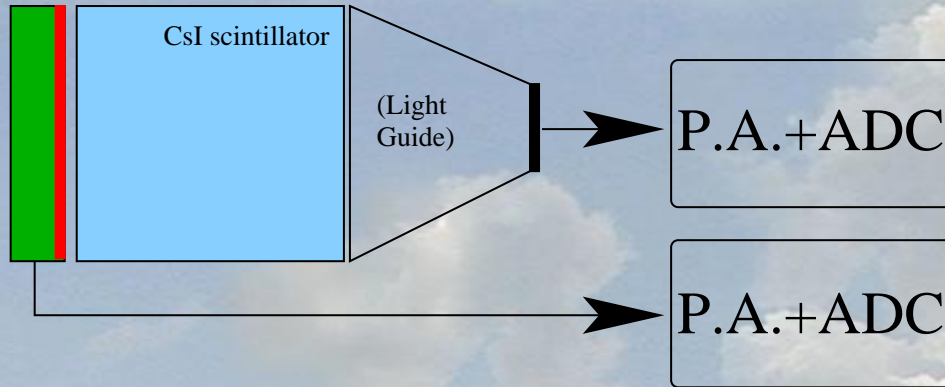 CsI scintillator
(Light
Guide)
P.A.+ADC
P.A.+ADC